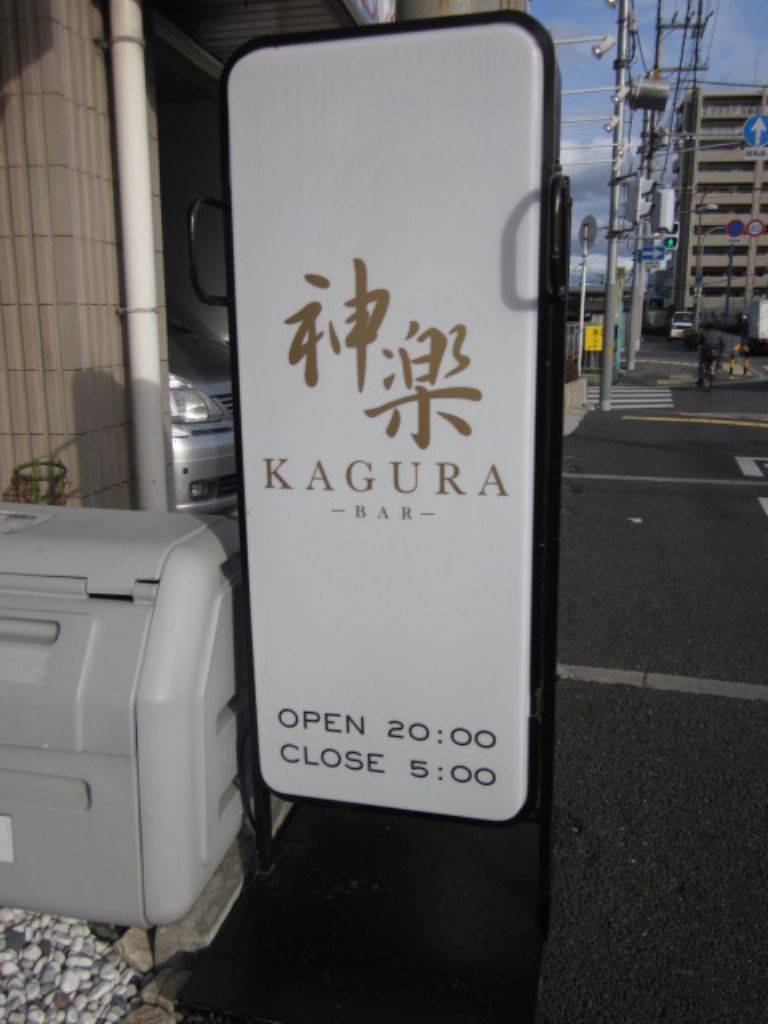 神楽
KAGURA
-BAR-
OPEN 20:00
CLOSE 5:00